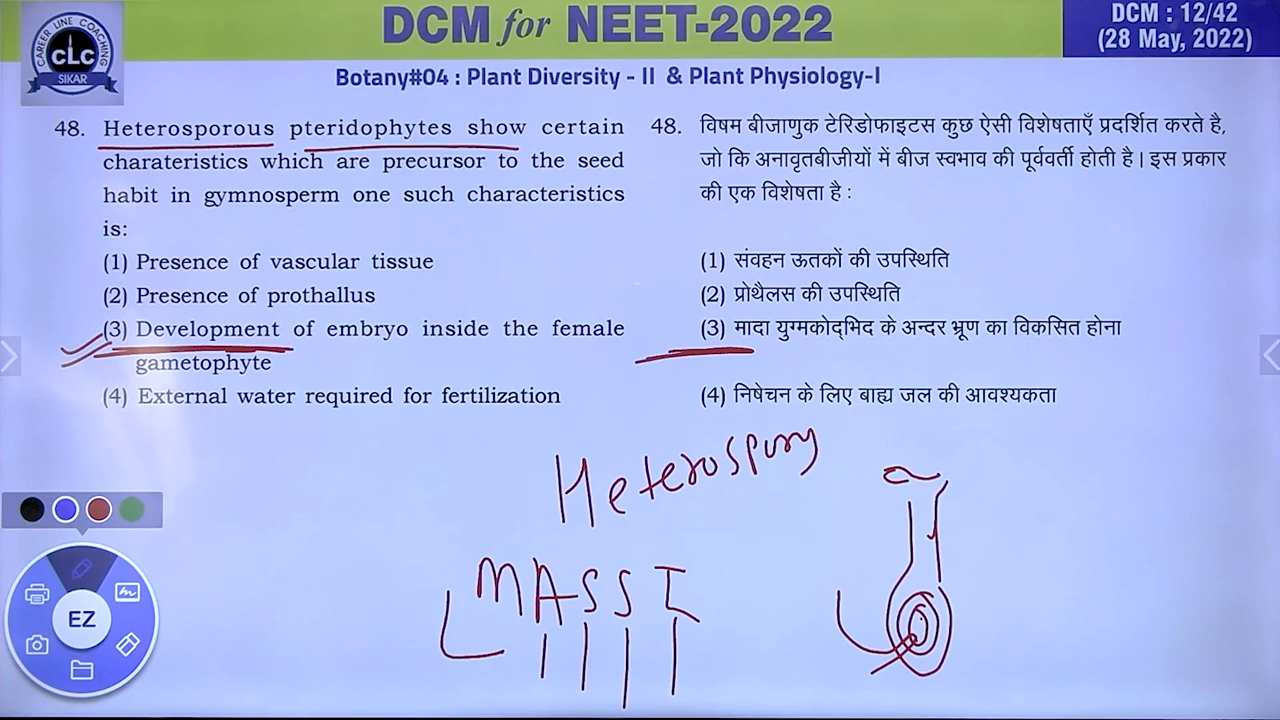 DCM for NEET-2022
DCM : 12/42
(28 May, 2022)
CAREER LINE COACHING
CLC
SIKAR
Botany#04 : Plant Diversity - II & Plant Physiology-I
48. Heterosporous pteridophytes show certain
charateristics which are precursor to the seed
habit in gymnosperm one such characteristics
is:
(1) Presence of vascular tissue
(2) Presence of prothallus
(3) Development of embryo inside the female
gametophyte
(4) External water required for fertilization
48. विषम बीजाणुक टेरिडोफाइटस कुछ ऐसी विशेषताएँ प्रदर्शित करते है,
जो कि अनावृतबीजीयों में बीज स्वभाव की पूर्ववर्ती होती है। इस प्रकार
की एक विशेषता है :
(1) संवहन ऊतकों की उपस्थिति
(2) प्रोथैलस की उपस्थिति
(3) मादा युग्मकोद्भिद के अन्दर भ्रूण का विकसित होना
(4) निषेचन के लिए बाह्य जल की आवश्यकता
Heterospory
MASSI
EZ